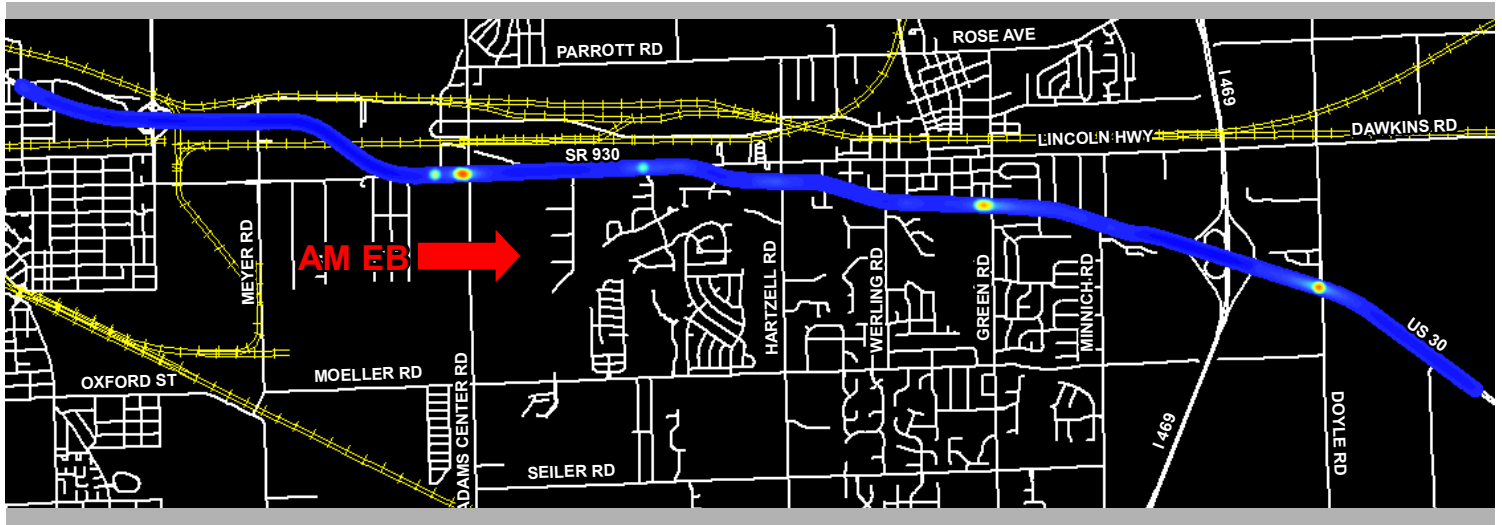 ROSE AVE
PARROTT RD
I 469
DAWKINS RD
LINCOLN HWY
SR 930
AM EB
MEYER RD
HARTZELL RD
WERLING RD
GREEN RD
MINNICH RD
US 30
OXFORD ST
MOELLER RD
ADAMS CENTER RD
I 469
DOYLE RD
SEILER RD